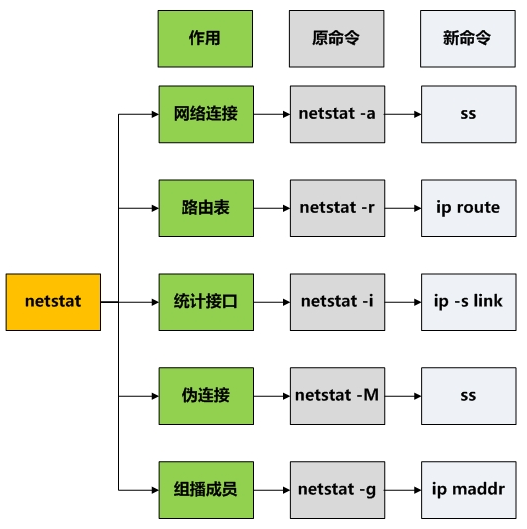 作用 原命令 新命令
网络连接 netstat -a ss
路由表 netstat -r ip route
netstat 统计接口 netstat -i ip -s link
伪连接 netstat -M ss
组播成员 netstat -g ip maddr